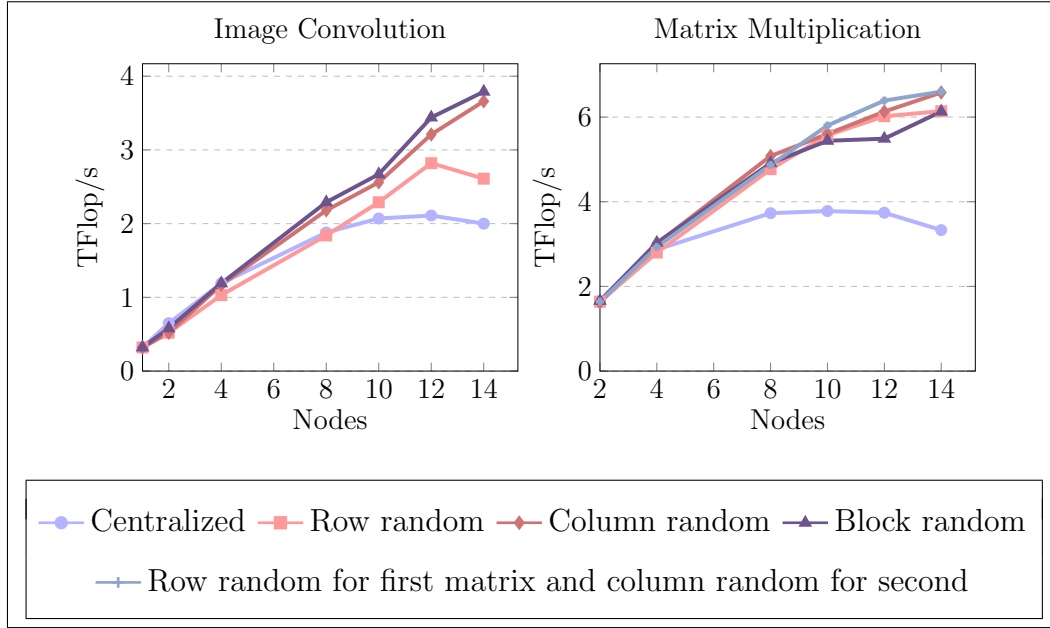 Image Convolution
4
3
2
1
0
TFlop/s
2 4 6 8 10 12 14
Nodes
Matrix Multiplication
6
4
2
0
TFlop/s
2 4 6 8 10 12 14
Nodes
Centralized Row random Column random Block random
Row random for first matrix and column random for second